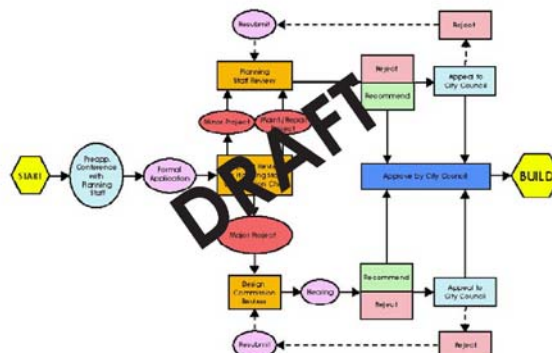 Resubmit
Reject
Planning
Staff Review
Reject
Recommend
Appeal to
City Council
Minor Project
Maint/Repair
START
Preapp.
Conference
with
Planning
Staff
Formal
Application
Approve by City Council
BUILD
Major Project
Design
Commission
Review
Hearing
Recommend
Reject
Appeal to
City Council
Resubmit
Reject
DRAFT